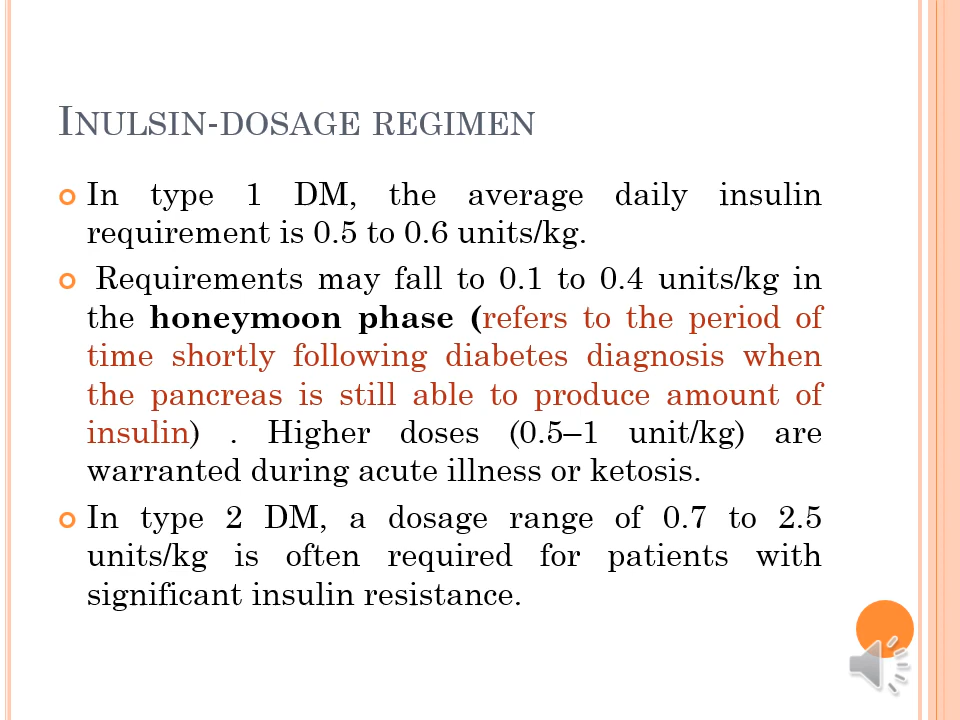 INULSIN-DOSAGE REGIMEN
In type 1 DM, the average daily insulin
requirement is 0.5 to 0.6 units/kg.
Requirements may fall to 0.1 to 0.4 units/kg in
the honeymoon phase (refers to the period of
time shortly following diabetes diagnosis when
the pancreas is still able to produce amount of
insulin) . Higher doses (0.5–1 unit/kg) are
warranted during acute illness or ketosis.
In type 2 DM, a dosage range of 0.7 to 2.5
units/kg is often required for patients with
significant insulin resistance.